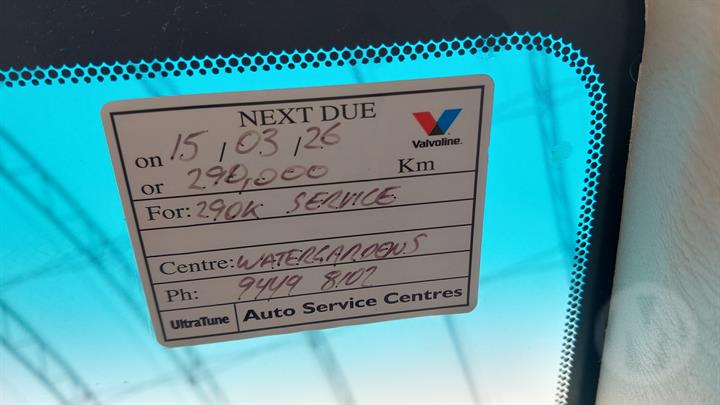 NEXT DUE
on 15/03/26
or 290,000 Km
Valvoline.
For: 290K SERVICE
Centre: WATERGARDENS
Ph: 9449 8102
UltraTune Auto Service Centres